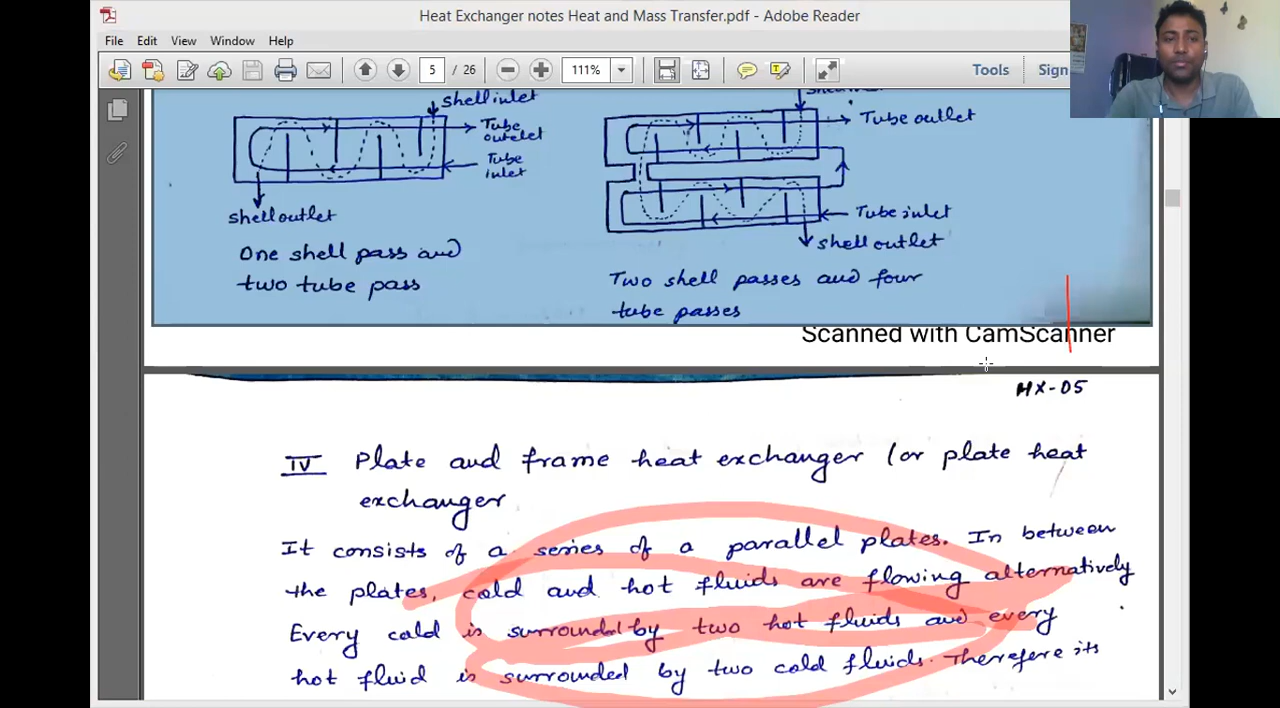 Heat Exchanger notes Heat and Mass Transfer.pdf - Adobe Reader
File Edit View Window Help
5 / 26 111% Tools Sign
shell inlet
Tube
outelet
Tube
inlet
shell outlet
One shell pass and
two tube pass
Tube outlet
Tube inlet
shell outlet
Two shell passes and four
tube passes
Scanned with CamScanner
HX-05
IV Plate and frame heat exchanger (or plate heat
exchanger
It consists of a series of a parallel plates. In between
the plates, cold and hot fluids are flowing alternatively
Every cold is surrounded by two hot fluids and every
hot fluid is surrounded by two cold fluids. Therefore its